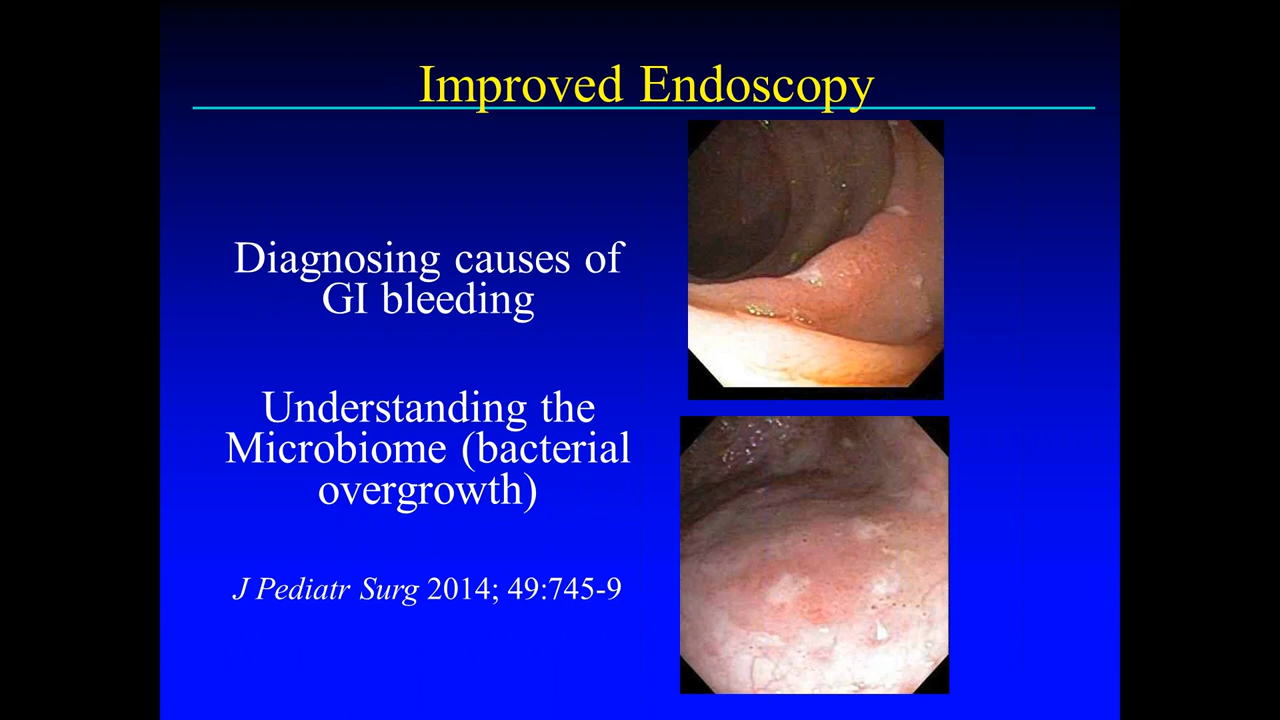 Improved Endoscopy
Diagnosing causes of
GI bleeding
Understanding the
Microbiome (bacterial
overgrowth)
J Pediatr Surg 2014; 49:745-9